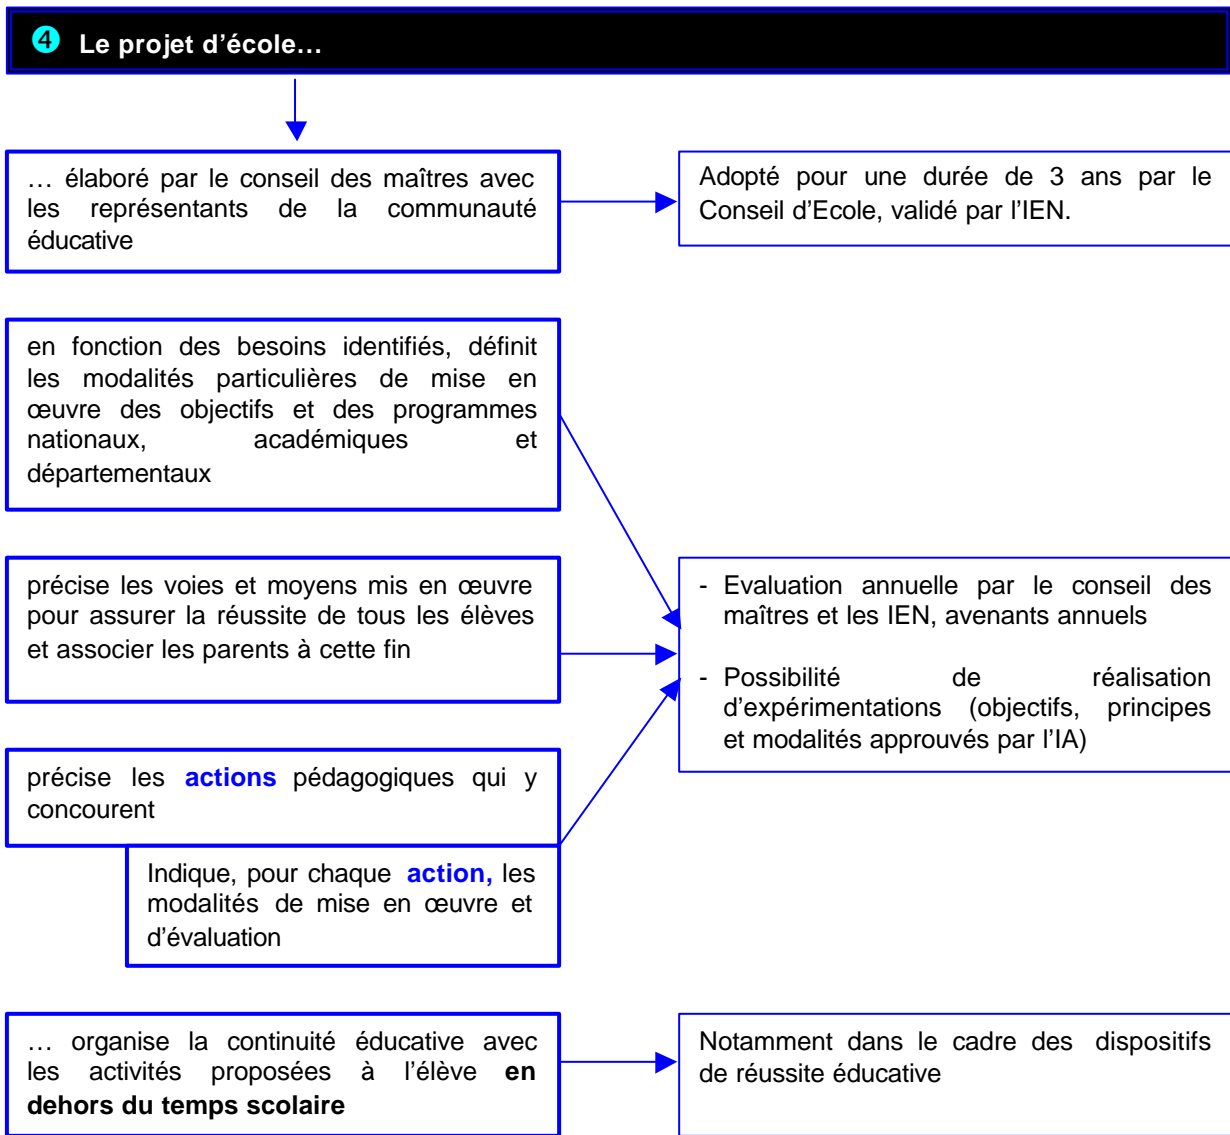 4 Le projet d’école…
… élaboré par le conseil des maîtres avec
les représentants de la communauté
éducative
Adopté pour une durée de 3 ans par le
Conseil d’Ecole, validé par l’IEN.
en fonction des besoins identifiés, définit
les modalités particulières de mise en
œuvre des objectifs et des programmes
nationaux, académiques et
départementaux
précise les voies et moyens mis en œuvre
pour assurer la réussite de tous les élèves
et associer les parents à cette fin
- Evaluation annuelle par le conseil des
maîtres et les IEN, avenants annuels
- Possibilité de réalisation
d’expérimentations (objectifs, principes
et modalités approuvés par l’IA)
précise les actions pédagogiques qui y
concourent
Indique, pour chaque action, les
modalités de mise en œuvre et
d’évaluation
… organise la continuité éducative avec
les activités proposées à l’élève en
dehors du temps scolaire
Notamment dans le cadre des dispositifs
de réussite éducative